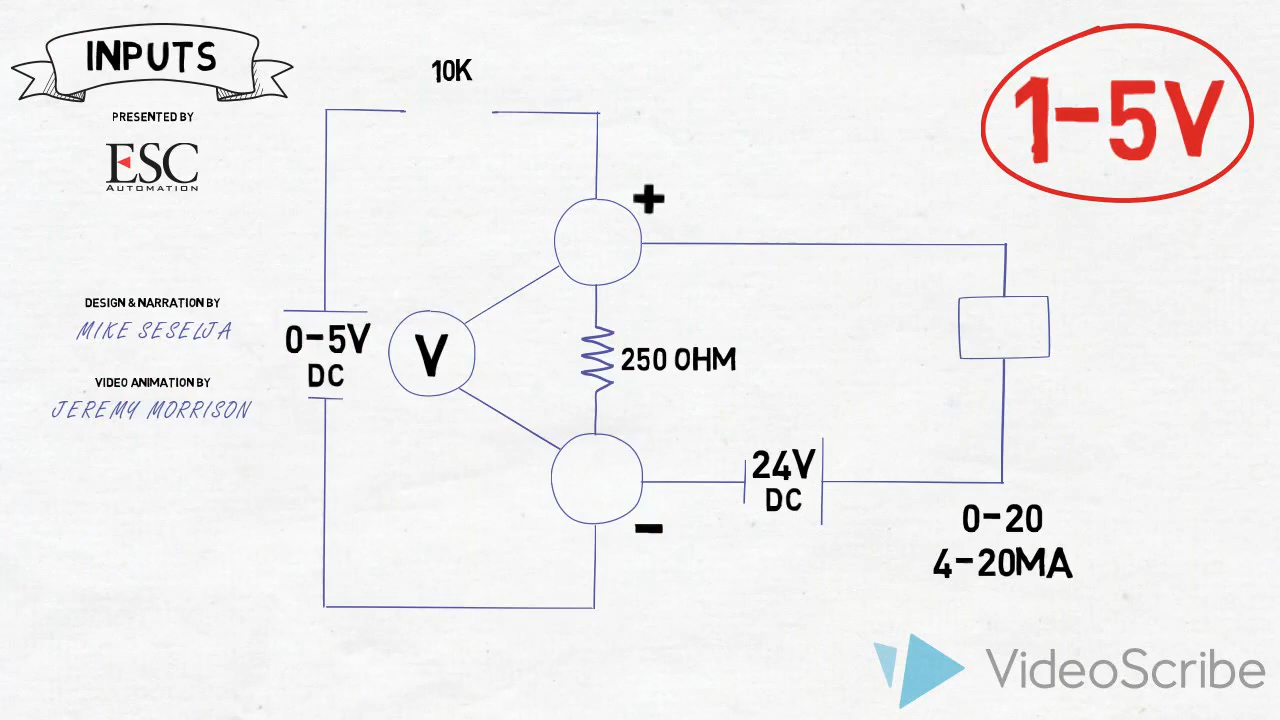 INPUTS
PRESENTED BY
ESC
AUTOMATION
DESIGN & NARRATION BY
MIKE SESELJA
VIDEO ANIMATION BY
JEREMY MORRISON
10K
1-5V
+
0-5V
DC
V
250 OHM
24V
DC
-
0-20
4-20MA
VideoScribe